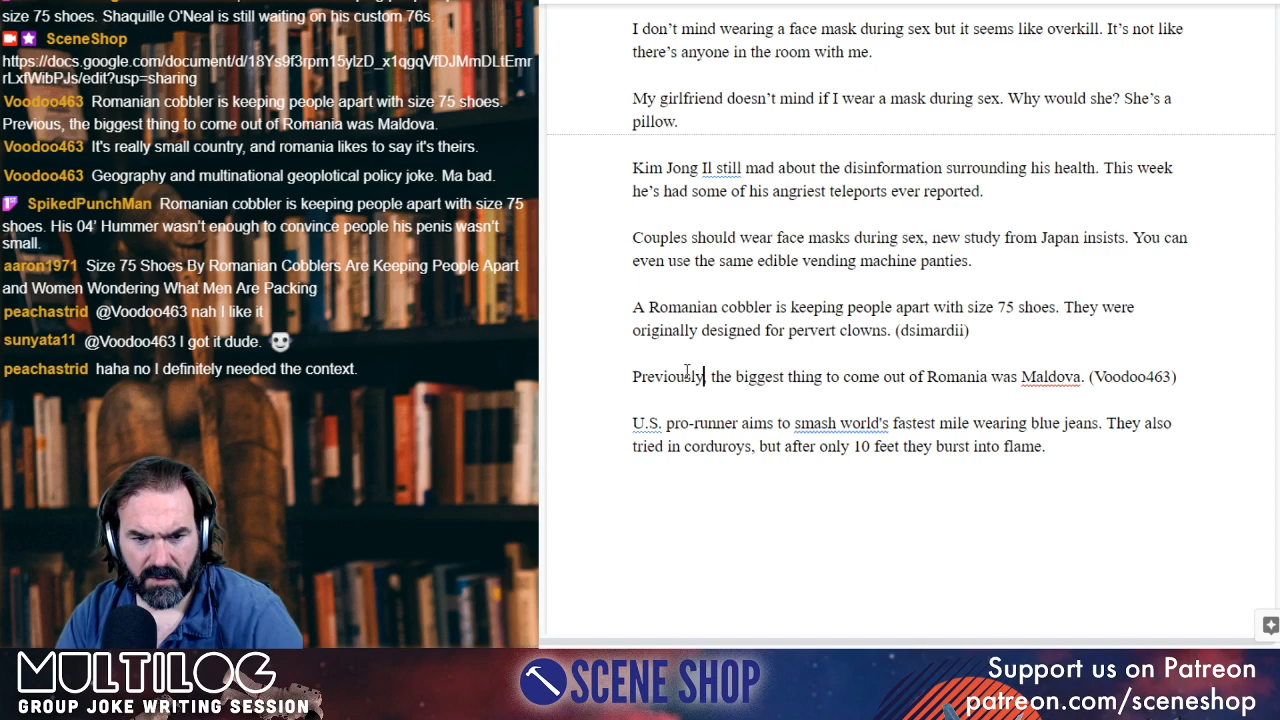 size 75 shoes. Shaquille O'Neal is still waiting on his custom 76s.
SceneShop
https://docs.google.com/document/d/18Ys9f3rpm15ylzD_x1qgqVfDJMmDLtEmr
rLxfWibPJs/edit?usp=sharing
Voodoo463 Romanian cobbler is keeping people apart with size 75 shoes.
Previous, the biggest thing to come out of Romania was Maldova.
Voodoo463 It's really small country, and romania likes to say it's theirs.
Voodoo463 Geography and multinational geoplotical policy joke. Ma bad.
SpikedPunchMan Romanian cobbler is keeping people apart with size 75
shoes. His 04' Hummer wasn't enough to convince people his penis wasn't
small.
aaron1971 Size 75 Shoes By Romanian Cobblers Are Keeping People Apart
and Women Wondering What Men Are Packing
peachastrid @Voodoo463 nah I like it
sunyata11 @Voodoo463 I got it dude.
peachastrid haha no I definitely needed the context.
I don't mind wearing a face mask during sex but it seems like overkill. It's not like
there's anyone in the room with me.
My girlfriend doesn't mind if I wear a mask during sex. Why would she? She's a
pillow.
Kim Jong Il still mad about the disinformation surrounding his health. This week
he's had some of his angriest teleports ever reported.
Couples should wear face masks during sex, new study from Japan insists. You can
even use the same edible vending machine panties.
A Romanian cobbler is keeping people apart with size 75 shoes. They were
originally designed for pervert clowns. (dsimardii)
Previously, the biggest thing to come out of Romania was Maldova. (Voodoo463)
U.S. pro-runner aims to smash world's fastest mile wearing blue jeans. They also
tried in corduroys, but after only 10 feet they burst into flame.
MULTILOG
GROUP JOKE WRITING SESSION
SCENE SHOP
Support us on Patreon
patreon.com/sceneshop